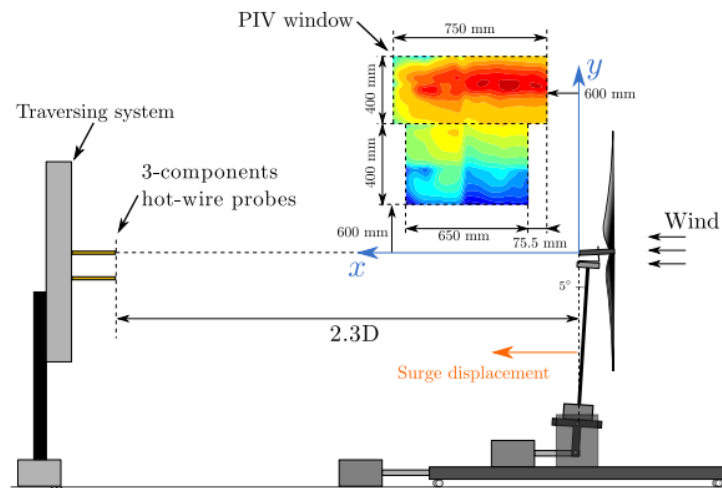 PIV window
750 mm
y
400 mm
600 mm
Traversing system
3-components
hot-wire probes
400 mm
600 mm
650 mm
75.5 mm
Wind
x
5°
2.3D
Surge displacement